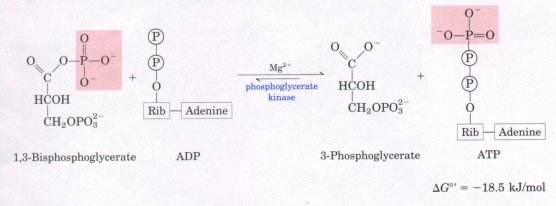 O
O
O—P—O⁻
O⁻
C
HCOH
CH₂OPO₃²⁻
1,3-Bisphosphoglycerate
+
P
P
O
Rib
Adenine
ADP
Mg²⁺
phosphoglycerate
kinase
O
O⁻
C
HCOH
CH₂OPO₃²⁻
3-Phosphoglycerate
+
O⁻
⁻O—P=O
P
P
O
Rib
Adenine
ATP
ΔG°′ = −18.5 kJ/mol